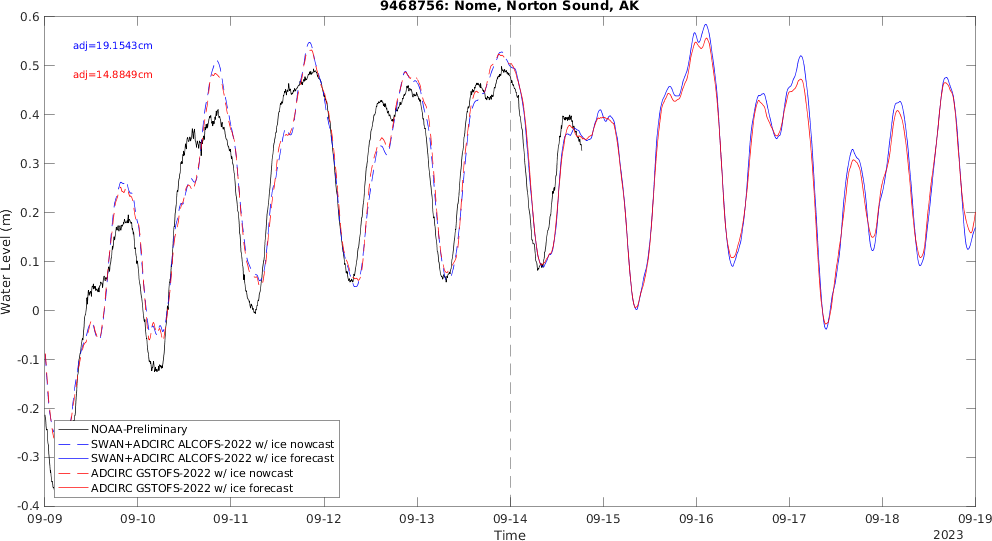 9468756: Nome, Norton Sound, AK
0.6
adj=19.1543cm
0.5
adj=14.8849cm
0.4
0.3
0.2
0.1
0
-0.1
-0.2
-0.3
-0.4
Water Level (m)
NOAA-Preliminary
SWAN+ADCIRC ALCOFS-2022 w/ ice nowcast
SWAN+ADCIRC ALCOFS-2022 w/ ice forecast
ADCIRC GSTOFS-2022 w/ ice nowcast
ADCIRC GSTOFS-2022 w/ ice forecast
09-09 09-10 09-11 09-12 09-13 09-14 09-15 09-16 09-17 09-18 09-19
Time
2023